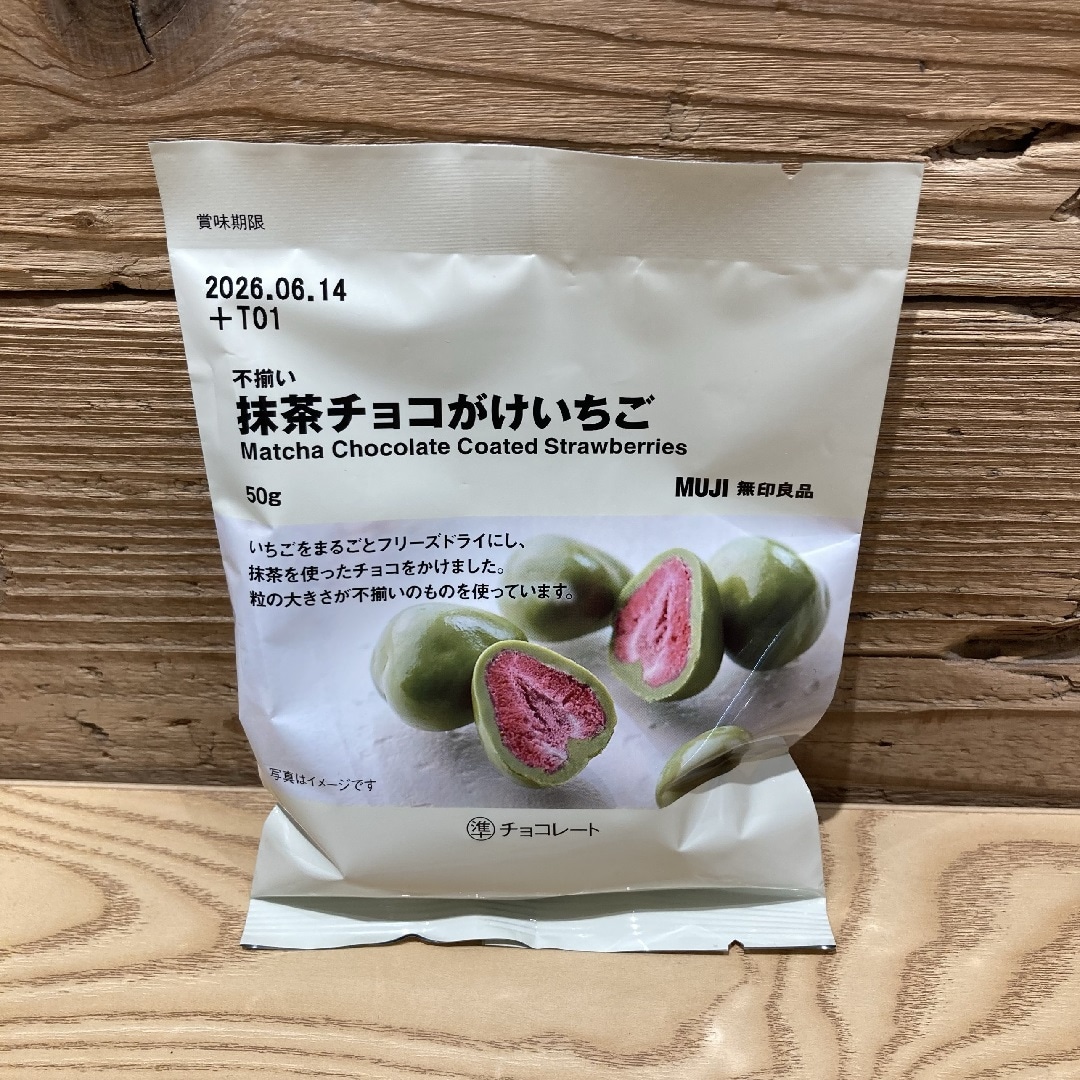 賞味期限
2026.06.14
+T01
不揃い
抹茶チョコがけいちご
Matcha Chocolate Coated Strawberries
50g
MUJI 無印良品
いちごをまるごとフリーズドライにし、
抹茶を使ったチョコをかけました。
粒の大きさが不揃いのものを使っています。
写真はイメージです
準 チョコレート